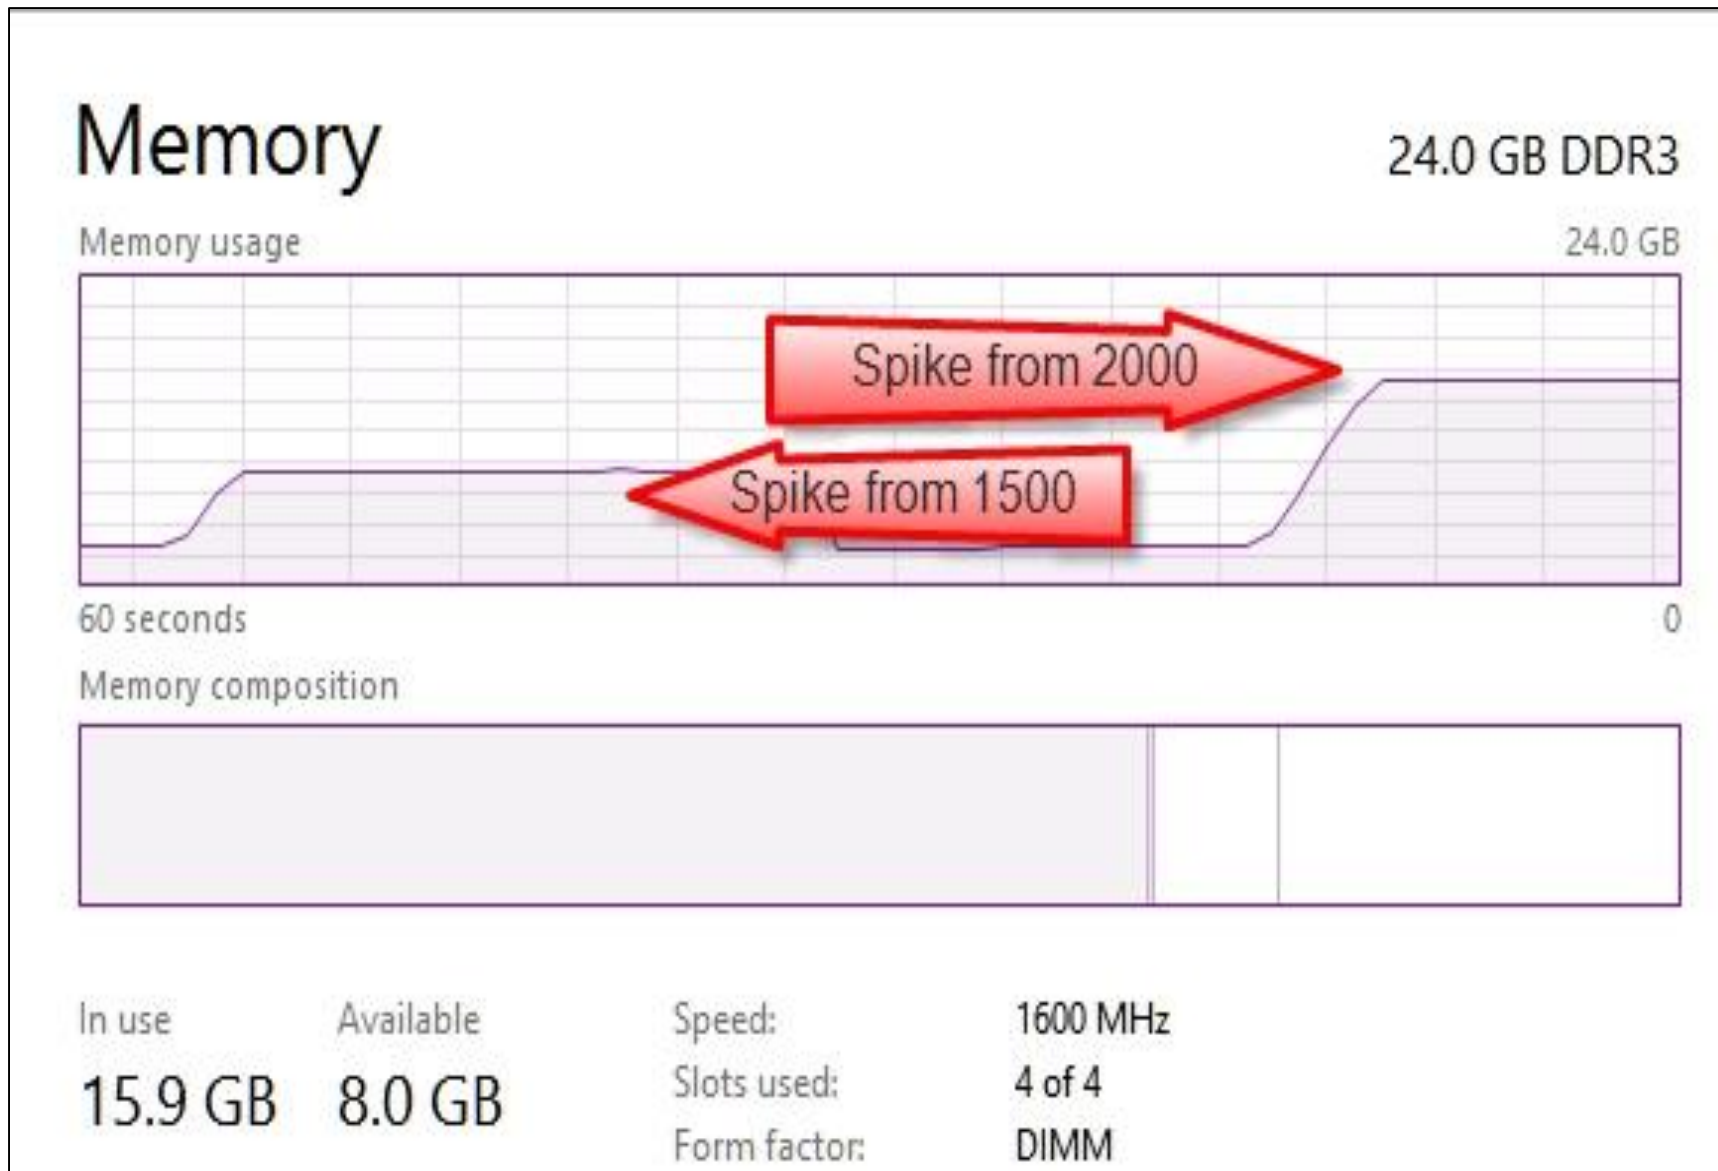 Memory
24.0 GB DDR3
Memory usage
24.0 GB
Spike from 2000
Spike from 1500
60 seconds
0
Memory composition
In use
Available
15.9 GB
8.0 GB
Speed:
1600 MHz
Slots used:
4 of 4
Form factor:
DIMM